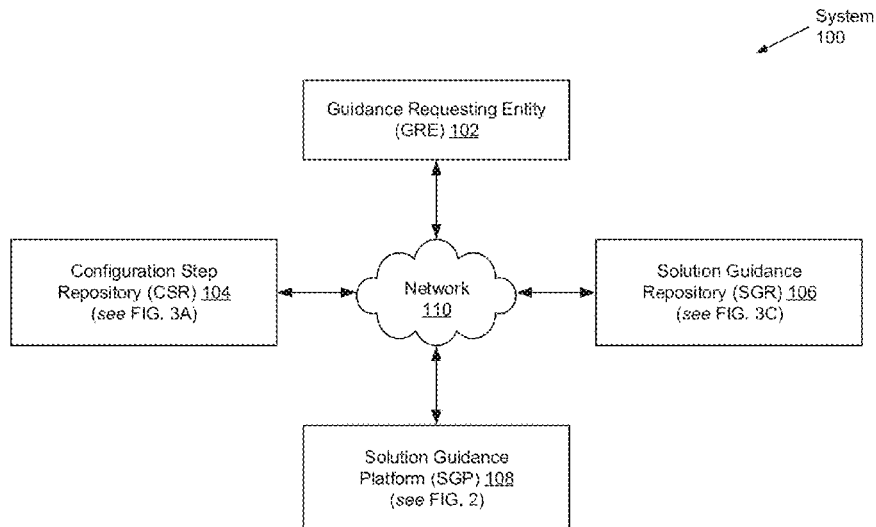 System
100
Guidance Requesting Entity
(GRE) 102
Configuration Step
Repository (CSR) 104
(see FIG. 3A)
Network
110
Solution Guidance
Repository (SGR) 106
(see FIG. 3C)
Solution Guidance
Platform (SGP) 108
(see FIG. 2)